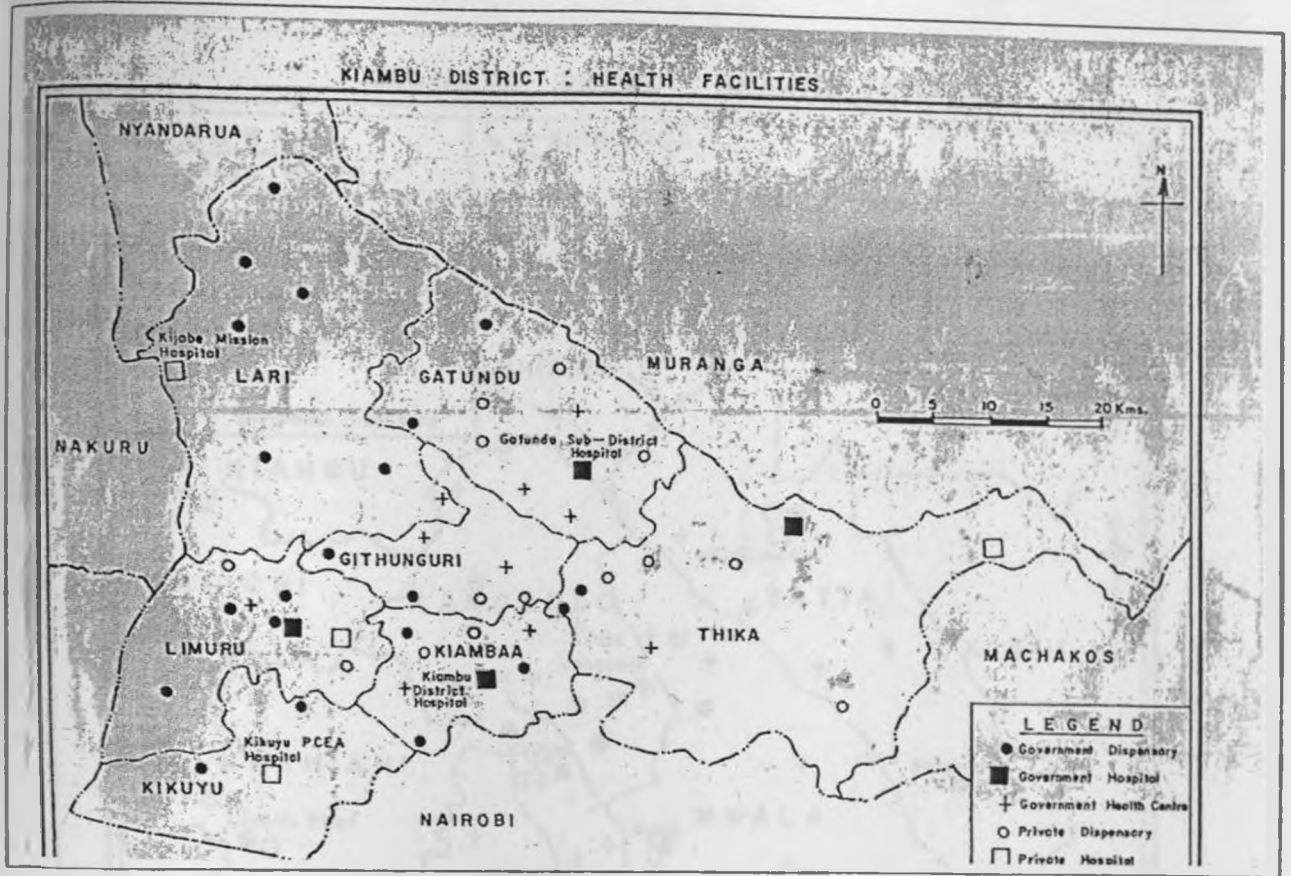 KIAMBU DISTRICT : HEALTH FACILITIES
NYANDARUA
N
Kijabe Mission
Hospital
LARI
GATUNDU
MURANGA
0 5 10 15 20 Kms.
NAKURU
Gatundu Sub-District
Hospital
GITHUNGURI
LIMURU
KIAMBAA
THIKA
MACHAKOS
Kiambu
District
Hospital
Kikuyu PCEA
Hospital
KIKUYU
NAIROBI
LEGEND
Government Dispensary
Government Hospital
Government Health Centre
Private Dispensary
Private Hospital